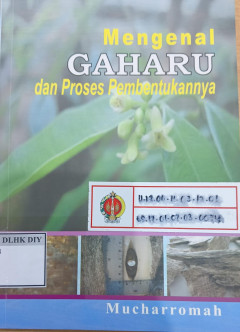 Mengenal
GAHARU
dan Proses Pembentukannya
DLHK DIY
Mucharromah